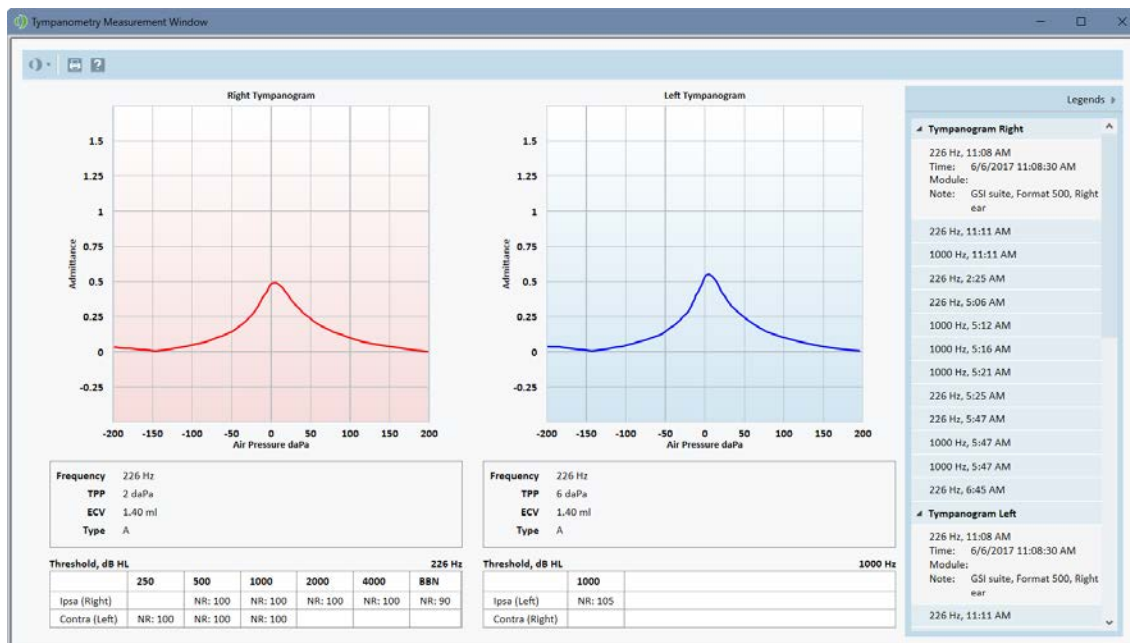 Tympanometry Measurement Window
Right Tympanogram
1.5
1.25
1
0.75
0.5
0.25
0
-0.25
Admittance
-200 -150 -100 -50 0 50 100 150 200
Air Pressure daPa
Frequency 226 Hz
TPP 2 daPa
ECV 1.40 ml
Type A
Threshold, dB HL 226 Hz
250 500 1000 2000 4000 BBN
Ipsa (Right) NR: 100 NR: 100 NR: 100 NR: 100 NR: 90
Contra (Left) NR: 100 NR: 100 NR: 100
Left Tympanogram
1.5
1.25
1
0.75
0.5
0.25
0
-0.25
Admittance
-200 -150 -100 -50 0 50 100 150 200
Air Pressure daPa
Frequency 226 Hz
TPP 6 daPa
ECV 1.40 ml
Type A
Threshold, dB HL 1000 Hz
1000
Ipsa (Left) NR: 105
Contra (Right)
Legends
Tympanogram Right
226 Hz, 11:08 AM
Time: 6/6/2017 11:08:30 AM
Module:
Note: GSI suite, Format 500, Right
ear
226 Hz, 11:11 AM
1000 Hz, 11:11 AM
226 Hz, 2:25 AM
226 Hz, 5:06 AM
1000 Hz, 5:12 AM
1000 Hz, 5:16 AM
1000 Hz, 5:21 AM
226 Hz, 5:25 AM
226 Hz, 5:47 AM
1000 Hz, 5:47 AM
1000 Hz, 5:47 AM
226 Hz, 6:45 AM
Tympanogram Left
226 Hz, 11:08 AM
Time: 6/6/2017 11:08:30 AM
Module:
Note: GSI suite, Format 500, Right
ear
226 Hz, 11:11 AM